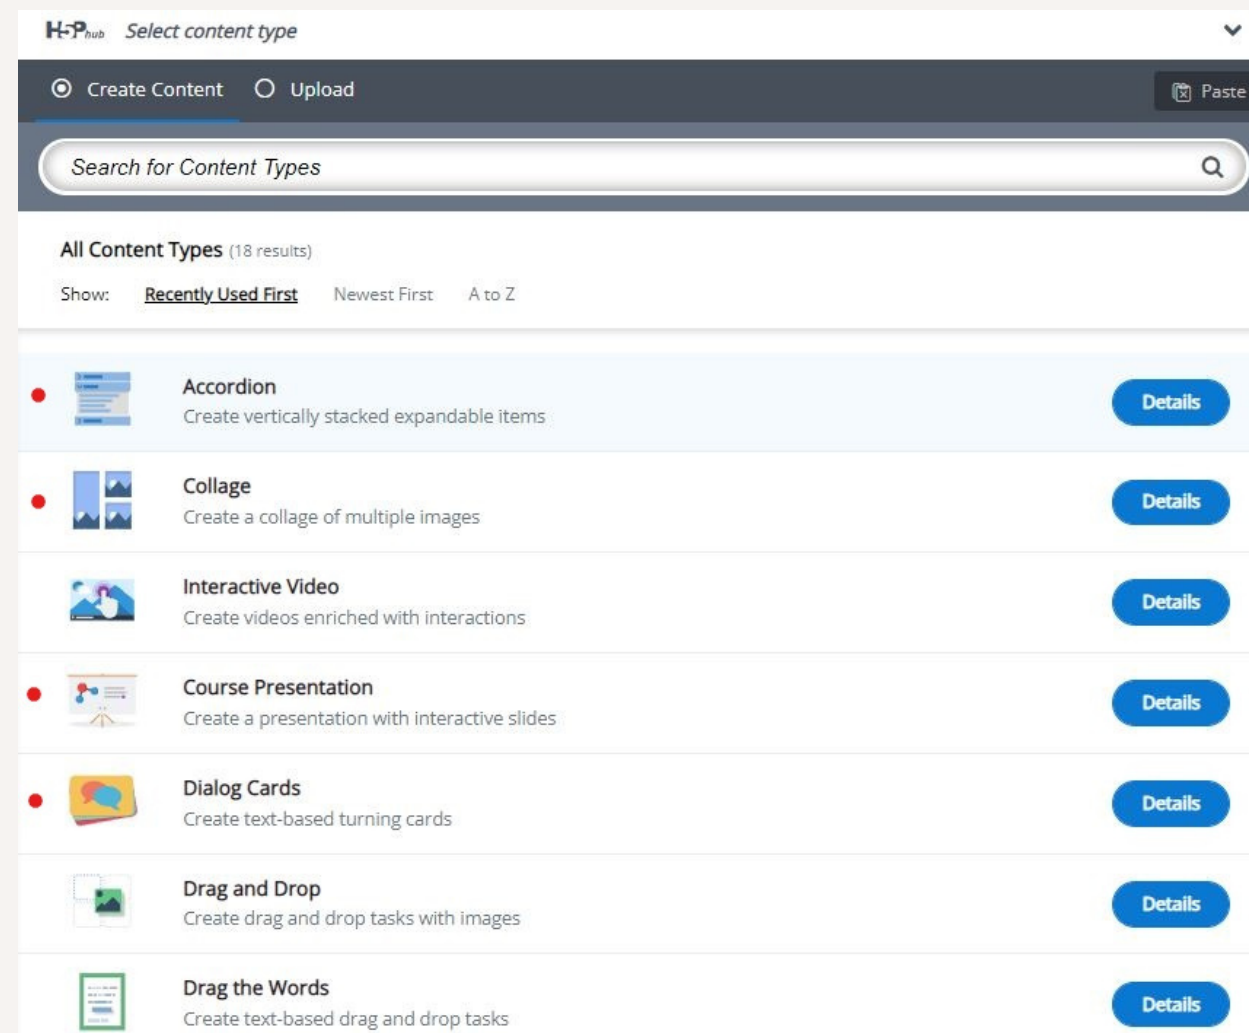 H5Phub Select content type
Create Content Upload Paste
Search for Content Types
All Content Types (18 results)
Show: Recently Used First Newest First A to Z
Accordion
Create vertically stacked expandable items
Details
Collage
Create a collage of multiple images
Details
Interactive Video
Create videos enriched with interactions
Details
Course Presentation
Create a presentation with interactive slides
Details
Dialog Cards
Create text-based turning cards
Details
Drag and Drop
Create drag and drop tasks with images
Details
Drag the Words
Create text-based drag and drop tasks
Details